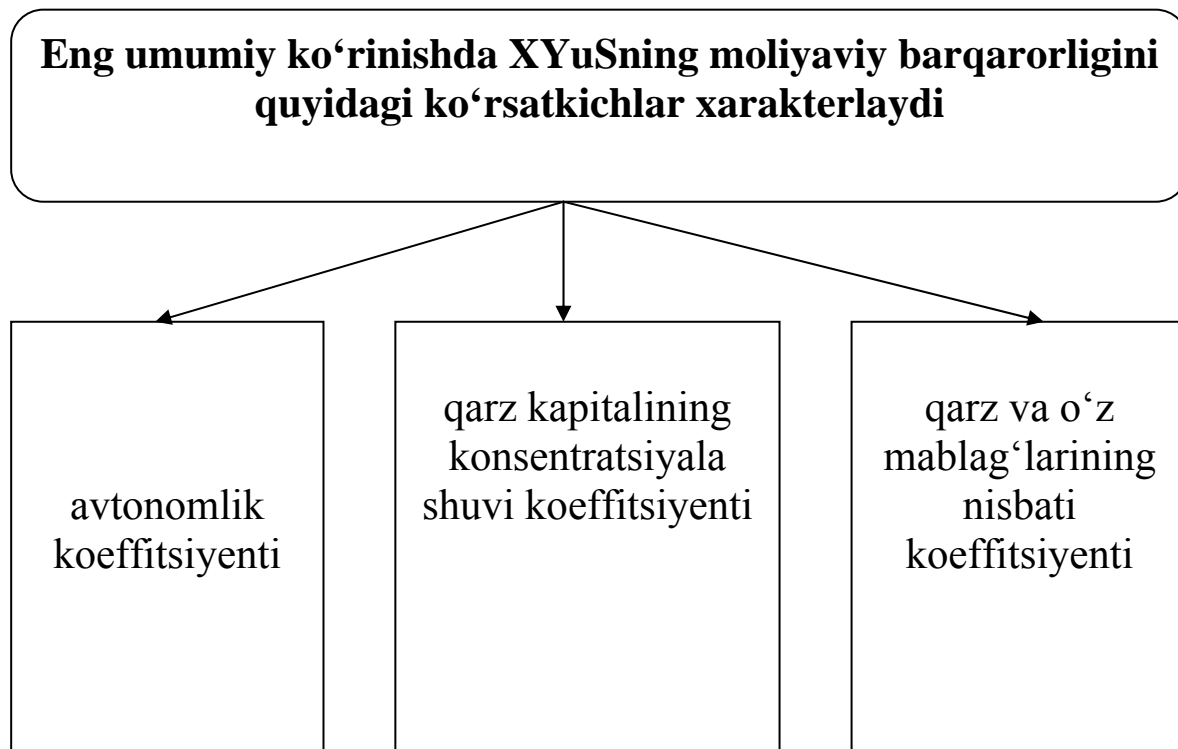 Eng umumiy ko‘rinishda XYuSning moliyaviy barqarorligini
quyidagi ko‘rsatkichlar xarakterlaydi
avtonomlik
koeffitsiyenti
qarz kapitalining
konsentratsiyala
shuvi koeffitsiyenti
qarz va o‘z
mablag‘larining
nisbati
koeffitsiyenti